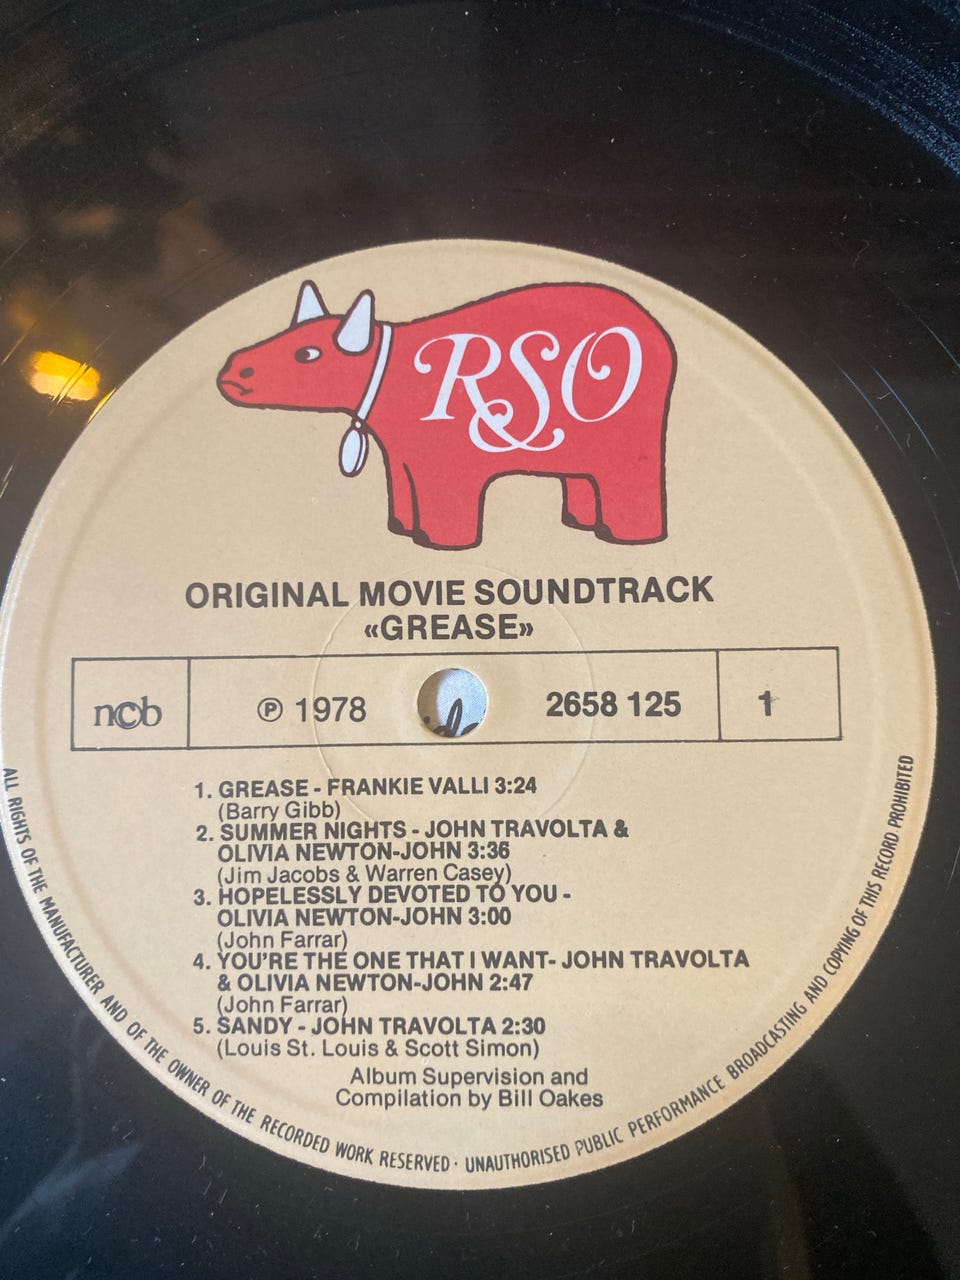 RSO
ORIGINAL MOVIE SOUNDTRACK
«GREASE»
ncb
℗ 1978
2658 125
1
1. GREASE - FRANKIE VALLI 3:24
(Barry Gibb)
2. SUMMER NIGHTS - JOHN TRAVOLTA &
OLIVIA NEWTON-JOHN 3:36
(Jim Jacobs & Warren Casey)
3. HOPELESSLY DEVOTED TO YOU -
OLIVIA NEWTON-JOHN 3:00
(John Farrar)
4. YOU'RE THE ONE THAT I WANT- JOHN TRAVOLTA
& OLIVIA NEWTON-JOHN 2:47
(John Farrar)
5. SANDY - JOHN TRAVOLTA 2:30
(Louis St. Louis & Scott Simon)
Album Supervision and
Compilation by Bill Oakes
ALL RIGHTS OF THE MANUFACTURER AND OF THE OWNER OF THE RECORDED WORK RESERVED · UNAUTHORISED PUBLIC PERFORMANCE BROADCASTING AND COPYING OF THIS RECORD PROHIBITED